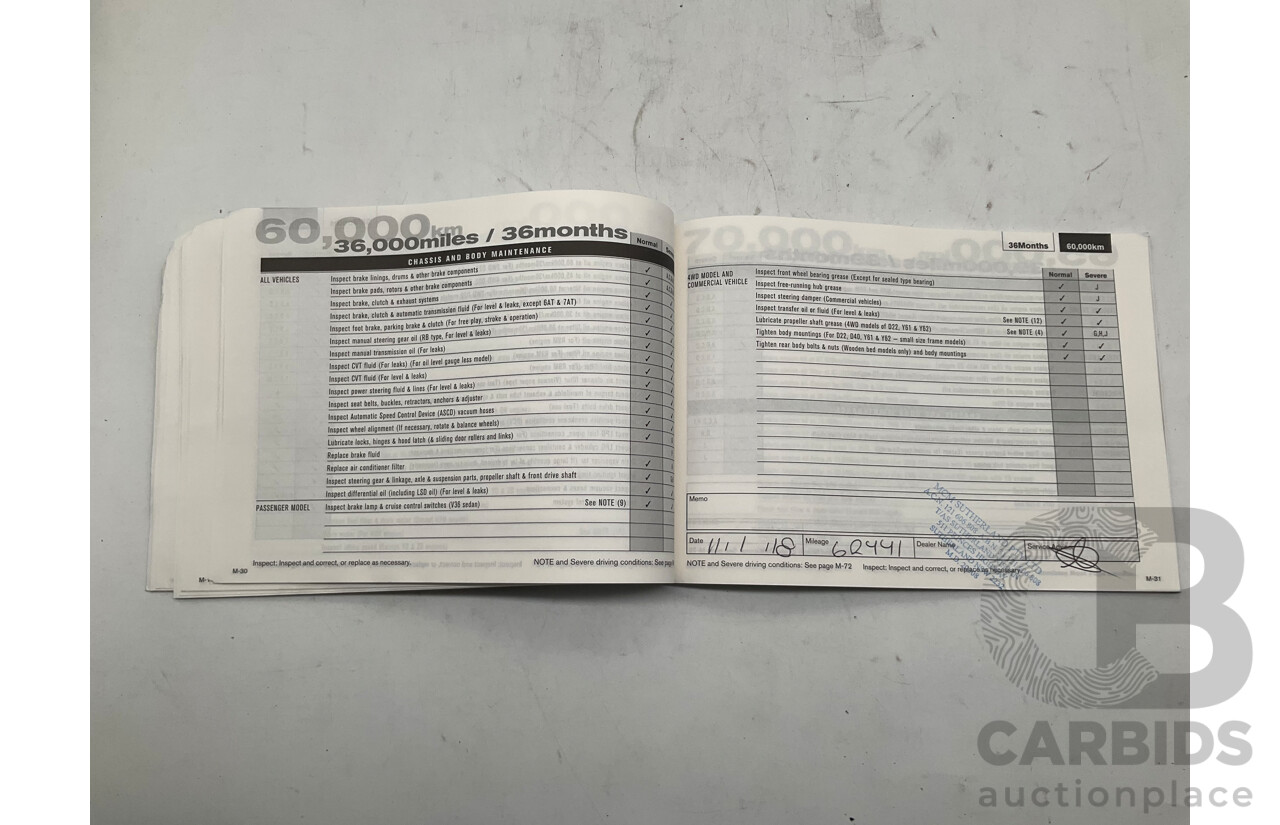 60,000km
36,000miles / 36months
Normal
CHASSIS AND BODY MAINTENANCE
ALL VEHICLES
Inspect brake linings, drums & other brake components
Inspect brake pads, rotors & other brake components
Inspect brake, clutch & exhaust systems
Inspect brake, clutch & automatic transmission fluid (For level & leaks, except 6AT & 7AT)
Inspect foot brake, parking brake & clutch (For free play, stroke & operation)
Inspect manual steering gear oil (RB type, For level & leaks)
Inspect manual transmission oil (For leaks)
Inspect CVT fluid (For leaks) (For oil level gauge less model)
Inspect CVT fluid (For level & leaks)
Inspect power steering fluid & lines (For level & leaks)
Inspect seat belts, buckles, retractors, anchors & adjuster
Inspect Automatic Speed Control Device (ASCD) vacuum hoses
Inspect wheel alignment (If necessary, rotate & balance wheels)
Lubricate locks, hinges & hood latch (& sliding door rollers and links)
Replace brake fluid
Replace air conditioner filter
Inspect steering gear & linkage, axle & suspension parts, propeller shaft & front drive shaft
Inspect differential oil (including LSD oil) (For level & leaks)
PASSENGER MODEL Inspect brake lamp & cruise control switches (V36 sedan) See NOTE (9)
Inspect: Inspect and correct, or replace as necessary. NOTE and Severe driving conditions: See
M-30
70,000
36Months 60,000km
Normal Severe
4WD MODEL AND COMMERCIAL VEHICLE
Inspect front wheel bearing grease (Except for sealed type bearing)
Inspect free-running hub grease ✓ J
Inspect steering damper (Commercial vehicles) ✓ J
Inspect transfer oil or fluid (For level & leaks) ✓ ✓
Lubricate propeller shaft grease (4WD models of D22, Y61 & Y62) See NOTE (12) ✓ ✓
Tighten body mountings (For D22, D40, Y61 & Y62 – small size frame models) See NOTE (4) ✓ G,H,J
Tighten rear body belts & nuts (Wooden bed models only) and body mountings ✓ ✓
Memo
Date 11/1/18 Mileage 62441 Dealer Name Service
NOTE and Severe driving conditions: See page M-72 Inspect: Inspect and correct, or replace as necessary.
M-31
CB
CARBIDS
auctionplace